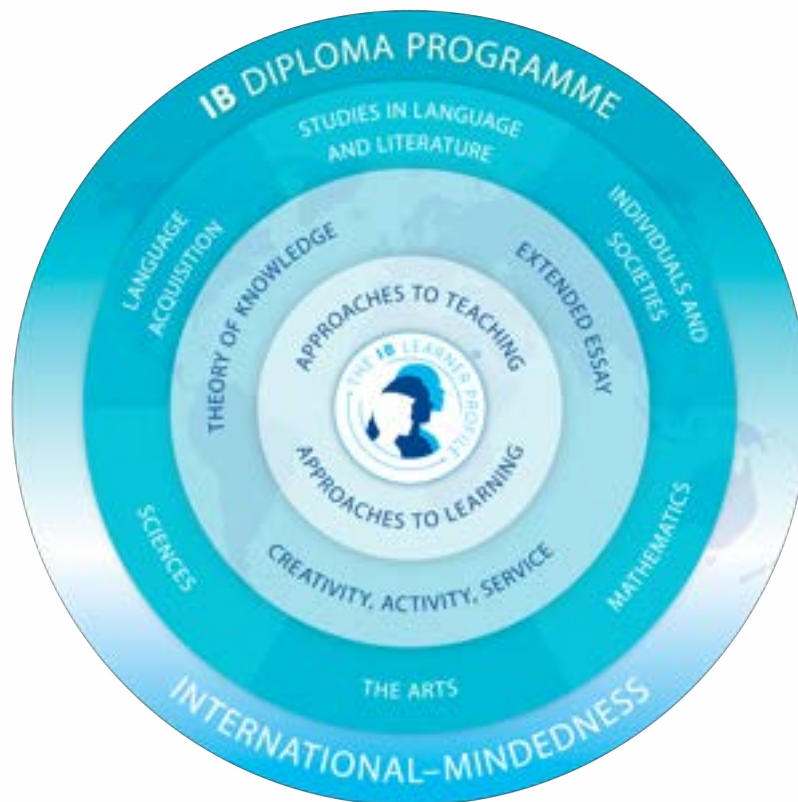 IB DIPLOMA PROGRAMME
STUDIES IN LANGUAGE
AND LITERATURE
LANGUAGE
ACQUISITION
INDIVIDUALS AND
SOCIETIES
THEORY OF KNOWLEDGE
EXTENDED ESSAY
APPROACHES TO TEACHING
THE IB LEARNER PROFILE
APPROACHES TO LEARNING
CREATIVITY, ACTIVITY, SERVICE
SCIENCES
MATHEMATICS
THE ARTS
INTERNATIONAL–MINDEDNESS